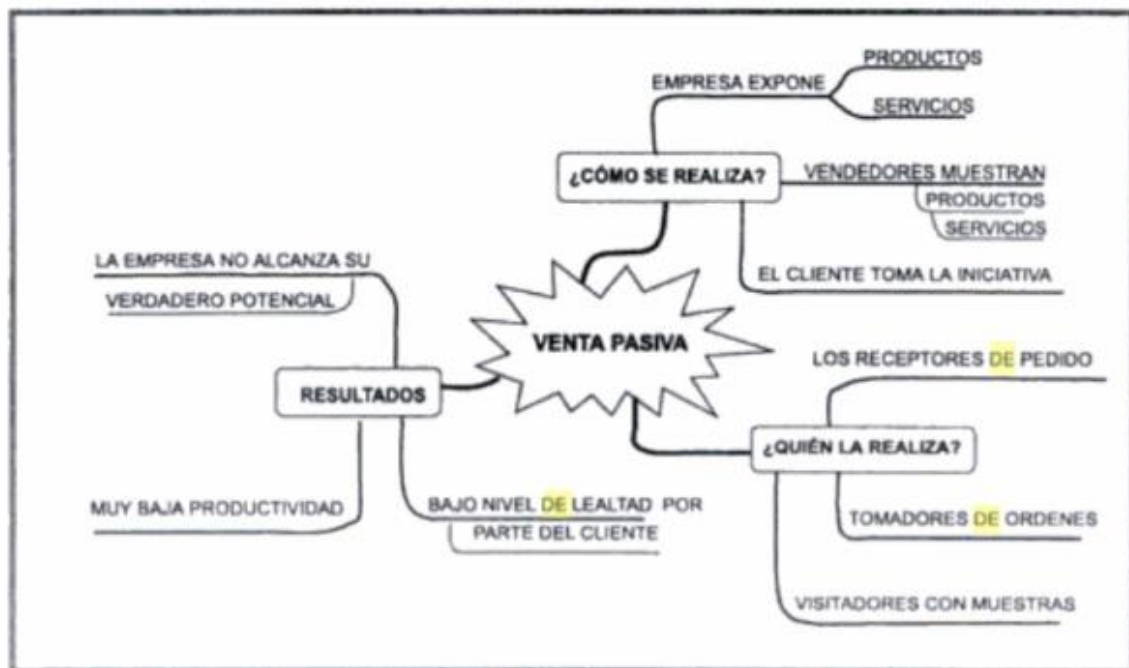 PRODUCTOS
EMPRESA EXPONE
SERVICIOS
¿CÓMO SE REALIZA?
VENDEDORES MUESTRAN
PRODUCTOS
SERVICIOS
EL CLIENTE TOMA LA INICIATIVA
LA EMPRESA NO ALCANZA SU
VERDADERO POTENCIAL
VENTA PASIVA
RESULTADOS
MUY BAJA PRODUCTIVIDAD
BAJO NIVEL DE LEALTAD POR
PARTE DEL CLIENTE
LOS RECEPTORES DE PEDIDO
¿QUIÉN LA REALIZA?
TOMADORES DE ORDENES
VISITADORES CON MUESTRAS